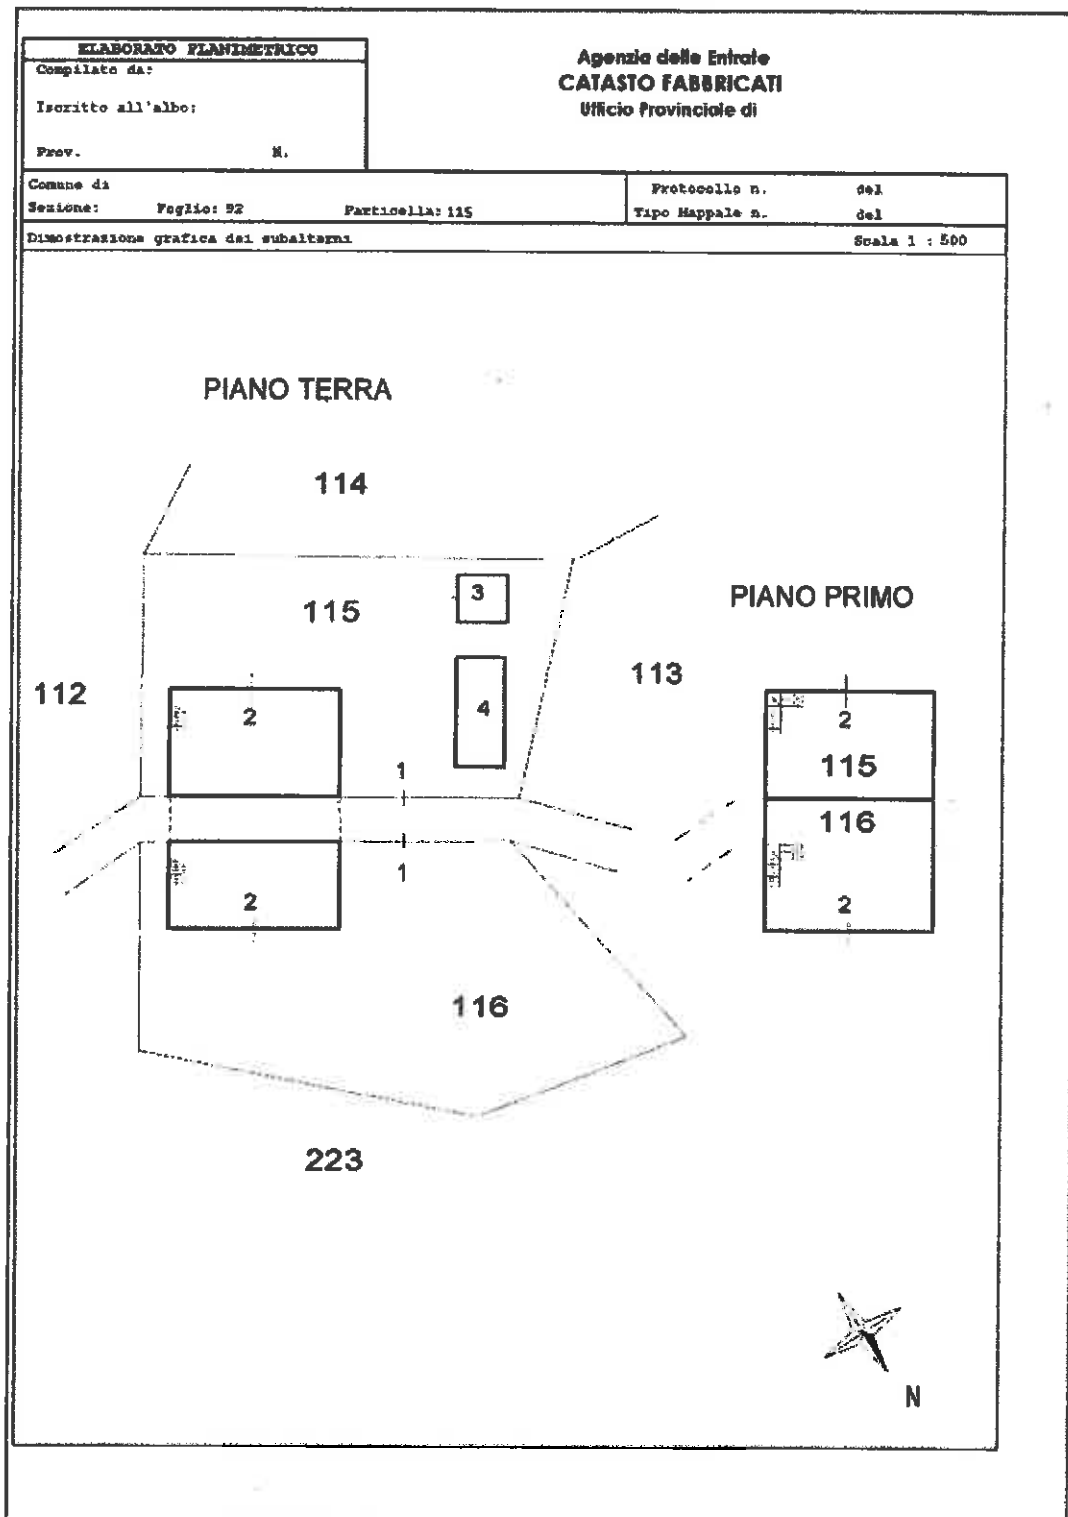 ELABORATO PLANIMETRICO
Compilato da:
Iscritto all'albo:
Prov. N.
Agenzia delle Entrate
CATASTO FABBRICATI
Ufficio Provinciale di
Comune di
Sezione: Foglio: 92 Particella: 115
Protocollo n. del
Tipo Mappale n. del
Dimostrazione grafica dei subalterni
Scala 1 : 500
PIANO TERRA
114
3
115
PIANO PRIMO
112
113
2
4
2
1
115
116
1
2
2
116
223
N